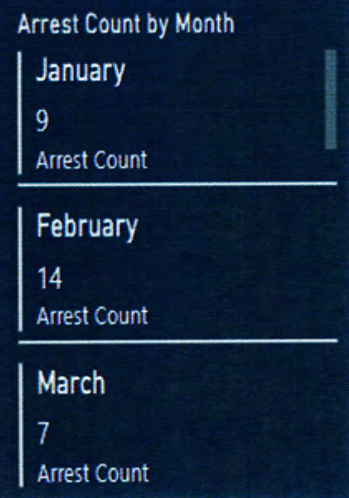 Arrest Count by Month
January
9
Arrest Count
February
14
Arrest Count
March
7
Arrest Count